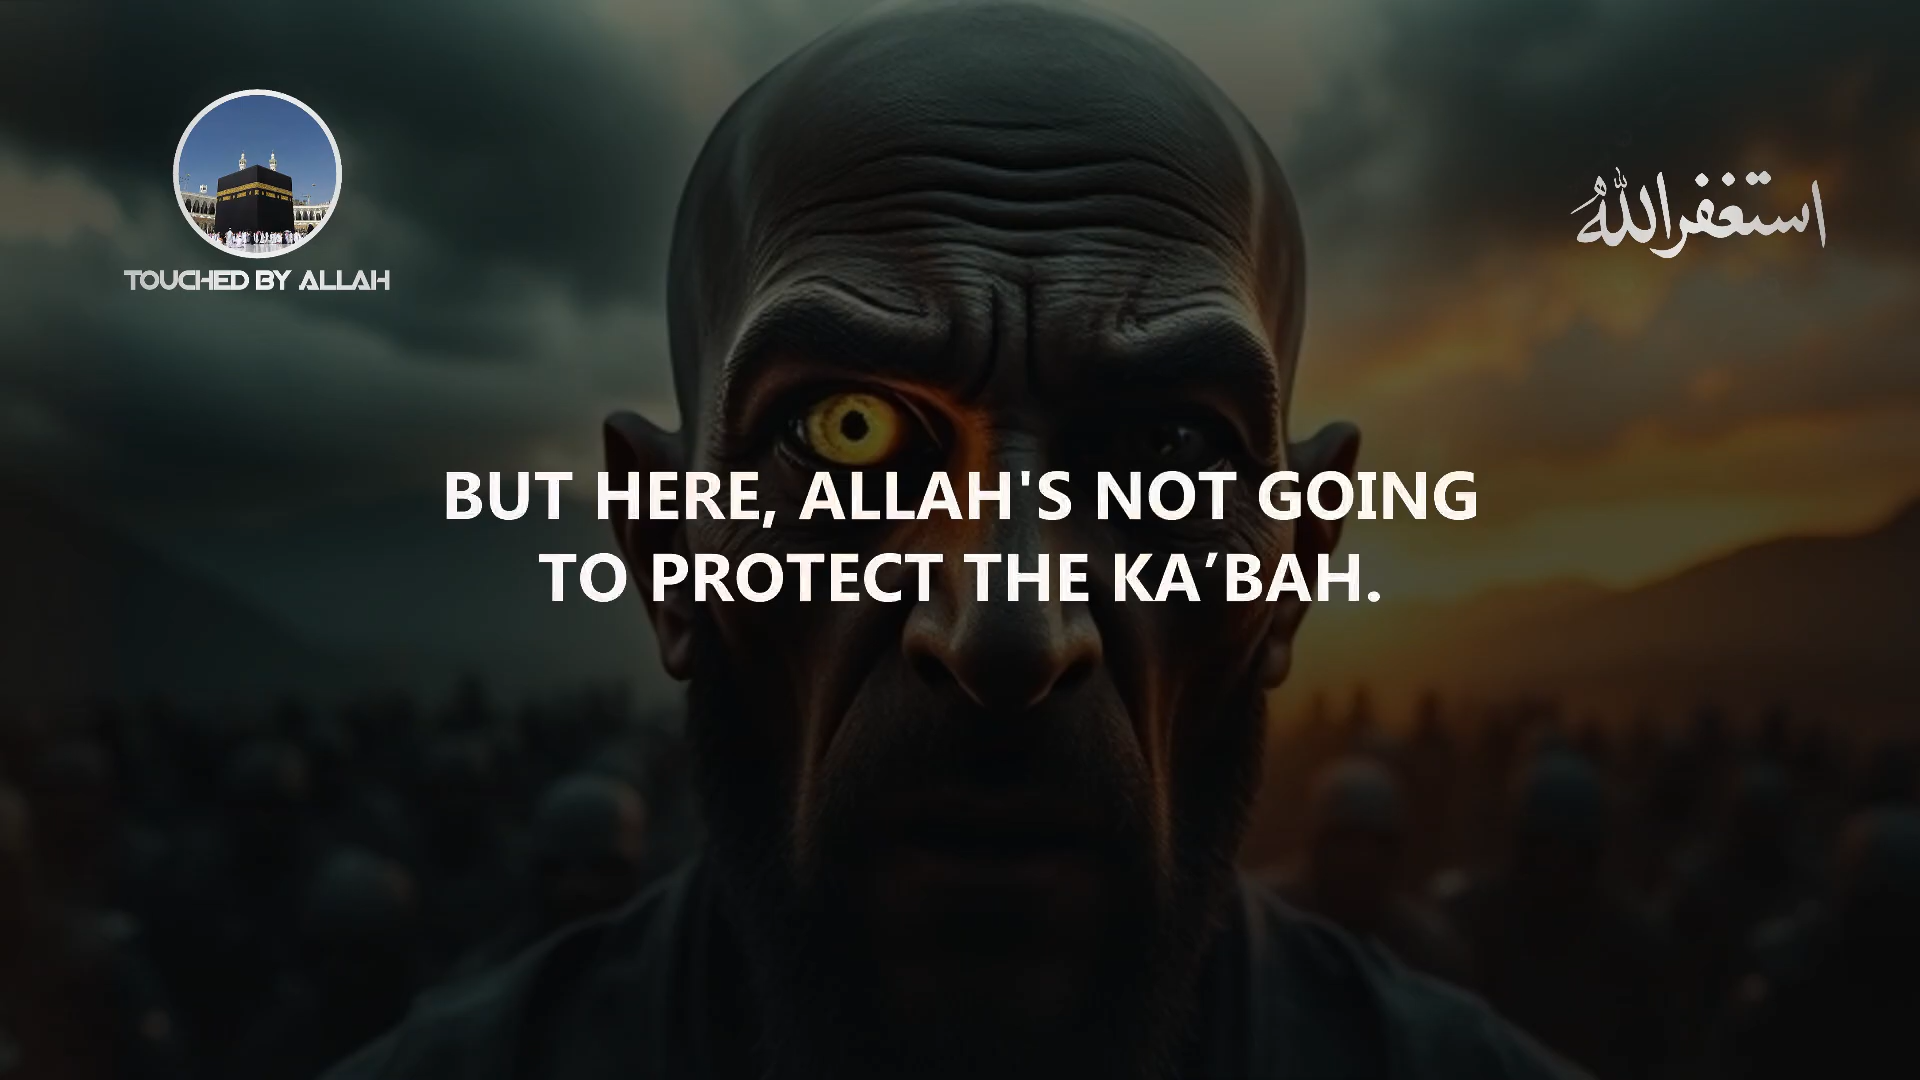 TOUCHED BY ALLAH
استغفرالله
BUT HERE, ALLAH'S NOT GOING
TO PROTECT THE KA’BAH.